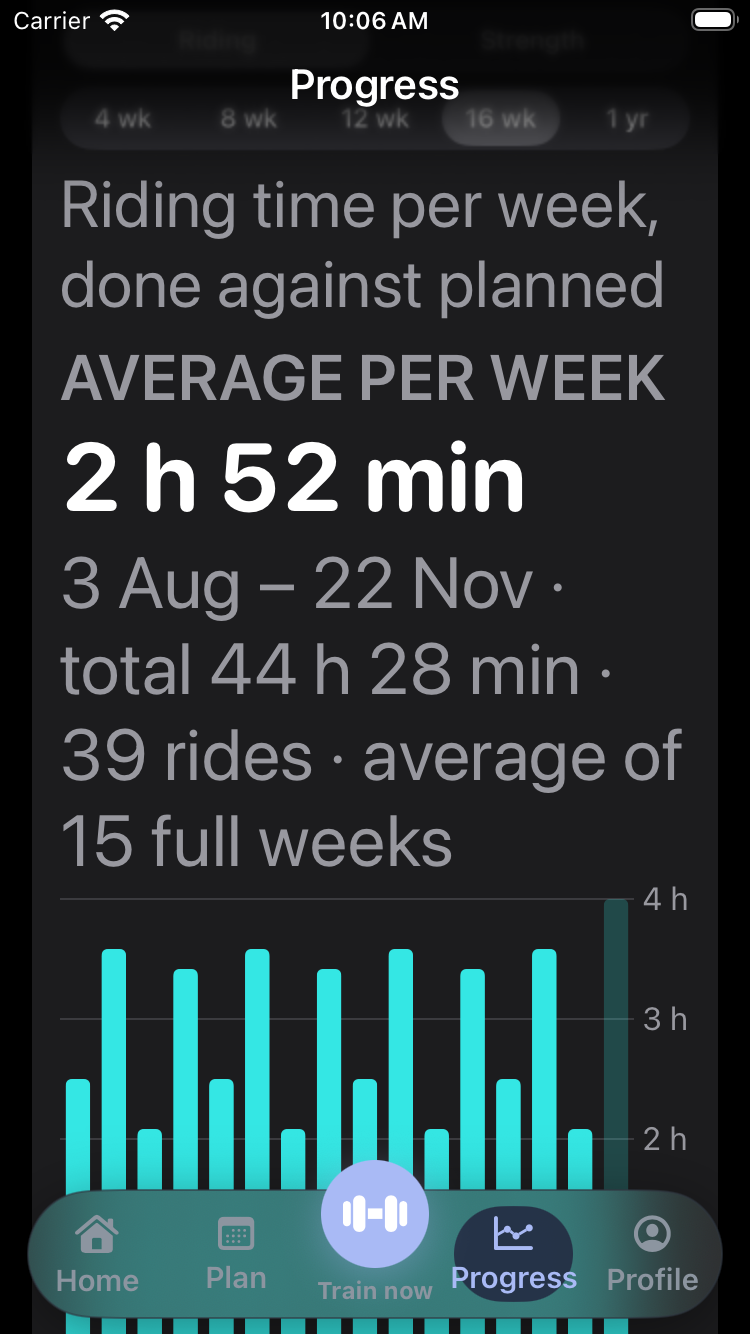 Carrier 10:06 AM
Riding Strength
Progress
4 wk 8 wk 12 wk 16 wk 1 yr
Riding time per week,
done against planned
AVERAGE PER WEEK
2 h 52 min
3 Aug – 22 Nov ·
total 44 h 28 min ·
39 rides · average of
15 full weeks
4 h
3 h
2 h
Home Plan Train now Progress Profile